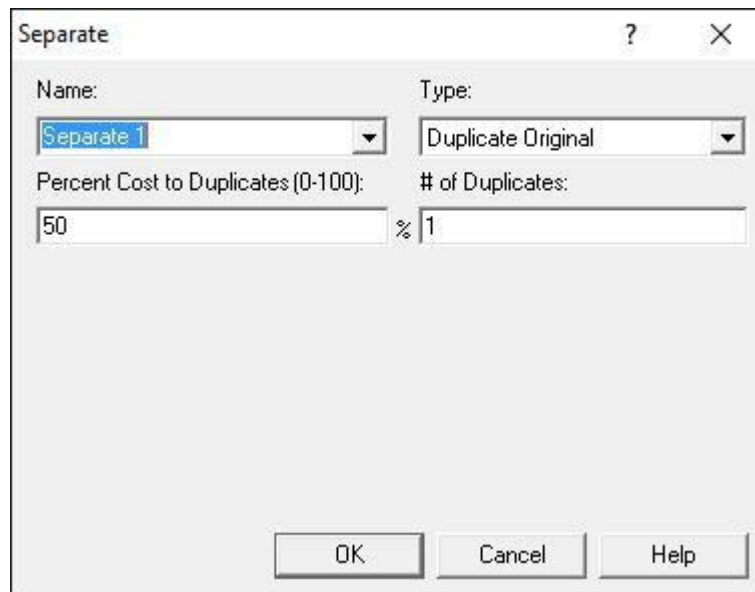 Separate ?
Name: Type:
Separate 1 Duplicate Original
Percent Cost to Duplicates (0-100): # of Duplicates:
50 % 1
OK Cancel Help